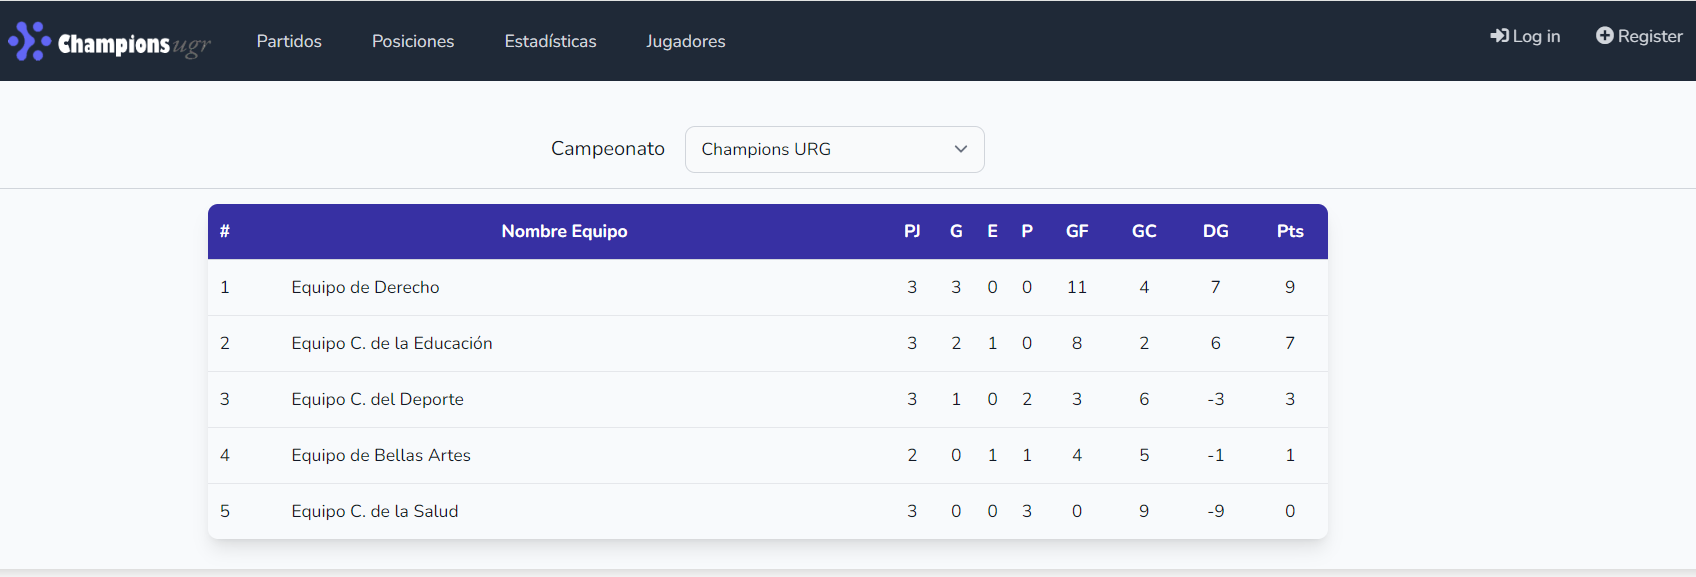 Champions ugr Partidos Posiciones Estadísticas Jugadores Log in Register
Campeonato Champions URG
# Nombre Equipo PJ G E P GF GC DG Pts
1 Equipo de Derecho 3 3 0 0 11 4 7 9
2 Equipo C. de la Educación 3 2 1 0 8 2 6 7
3 Equipo C. del Deporte 3 1 0 2 3 6 -3 3
4 Equipo de Bellas Artes 2 0 1 1 4 5 -1 1
5 Equipo C. de la Salud 3 0 0 3 0 9 -9 0